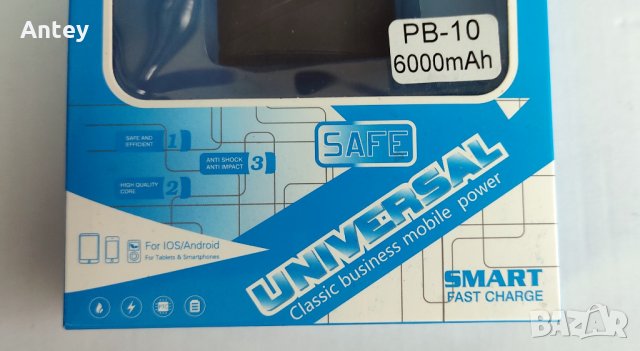 Antey
PB-10
6000mAh
SAFE AND
EFFICIENT
1
ANTI SHOCK
ANTI IMPACT
3
HIGH QUALITY
CORE
2
SAFE
UNIVERSAL
Classic business mobile power
For IOS/Android
For Tablets & Smartphones
SMART
FAST CHARGE
BAZAR